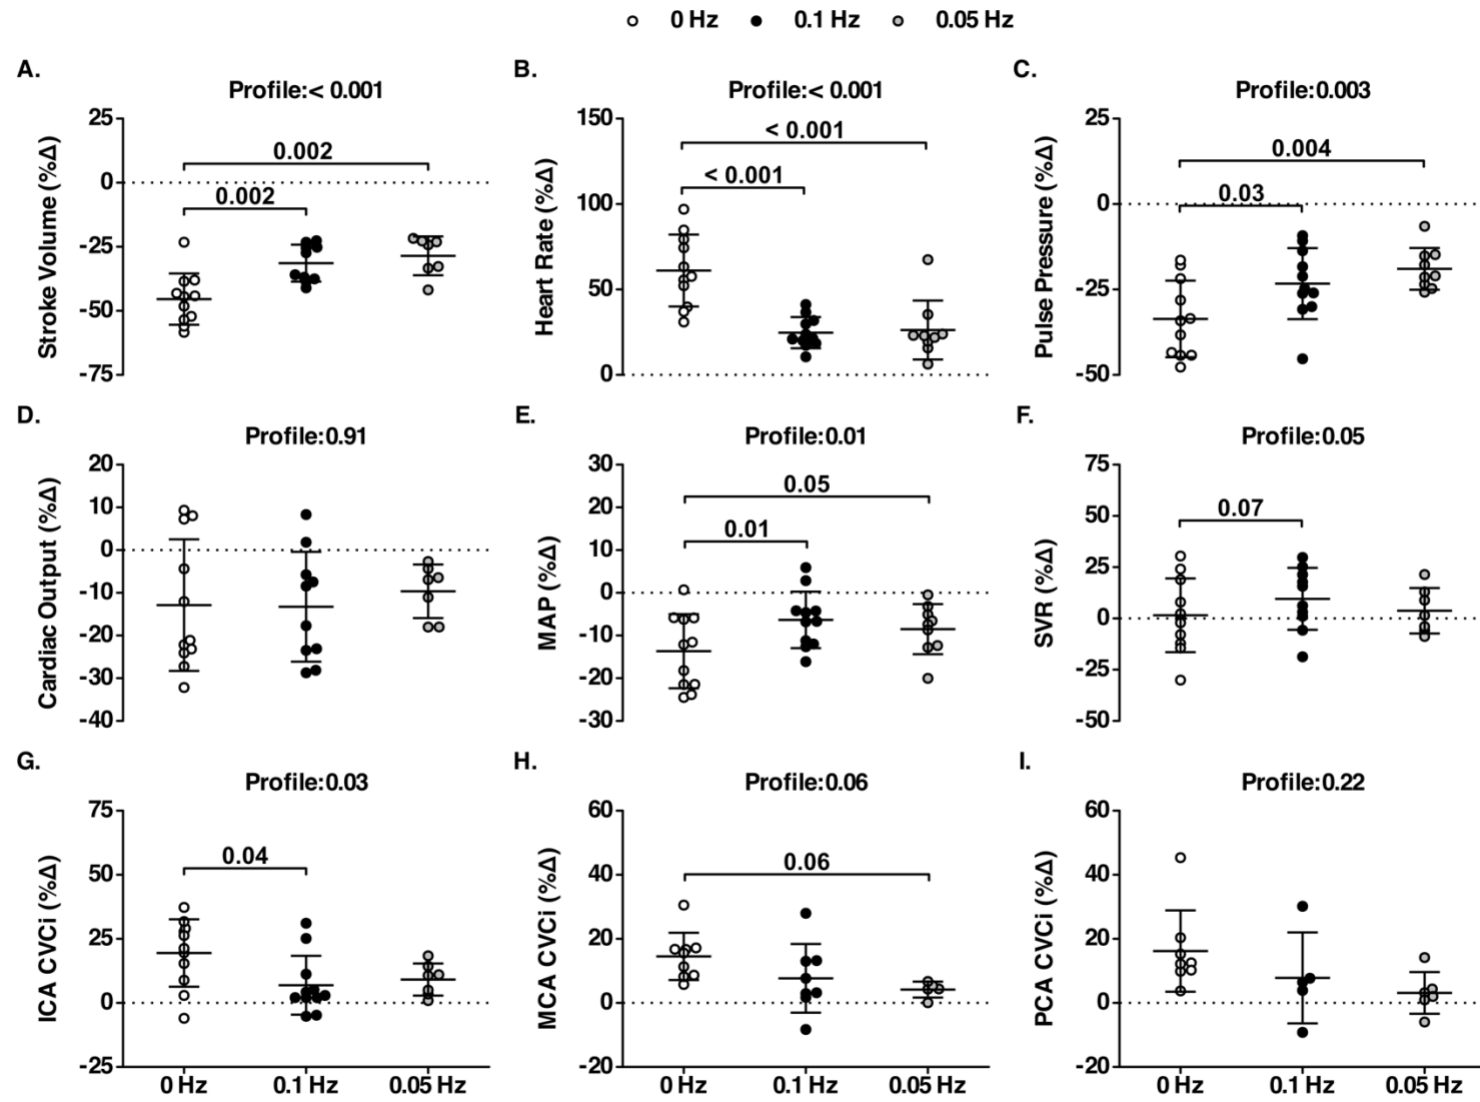 0 Hz 0.1 Hz 0.05 Hz
A.
Profile:< 0.001
Stroke Volume (%Δ)
25
0
-25
-50
-75
0.002
0.002
B.
Profile:< 0.001
Heart Rate (%Δ)
150
100
50
0
< 0.001
< 0.001
C.
Profile:0.003
Pulse Pressure (%Δ)
25
0
-25
-50
0.004
0.03
D.
Profile:0.91
Cardiac Output (%Δ)
20
10
0
-10
-20
-30
-40
E.
Profile:0.01
MAP (%Δ)
30
20
10
0
-10
-20
-30
0.05
0.01
F.
Profile:0.05
SVR (%Δ)
75
50
25
0
-25
-50
0.07
G.
Profile:0.03
ICA CVCi (%Δ)
75
50
25
0
-25
0.04
0 Hz 0.1 Hz 0.05 Hz
H.
Profile:0.06
MCA CVCi (%Δ)
60
40
20
0
-20
0.06
0 Hz 0.1 Hz 0.05 Hz
I.
Profile:0.22
PCA CVCi (%Δ)
60
40
20
0
-20
0 Hz 0.1 Hz 0.05 Hz